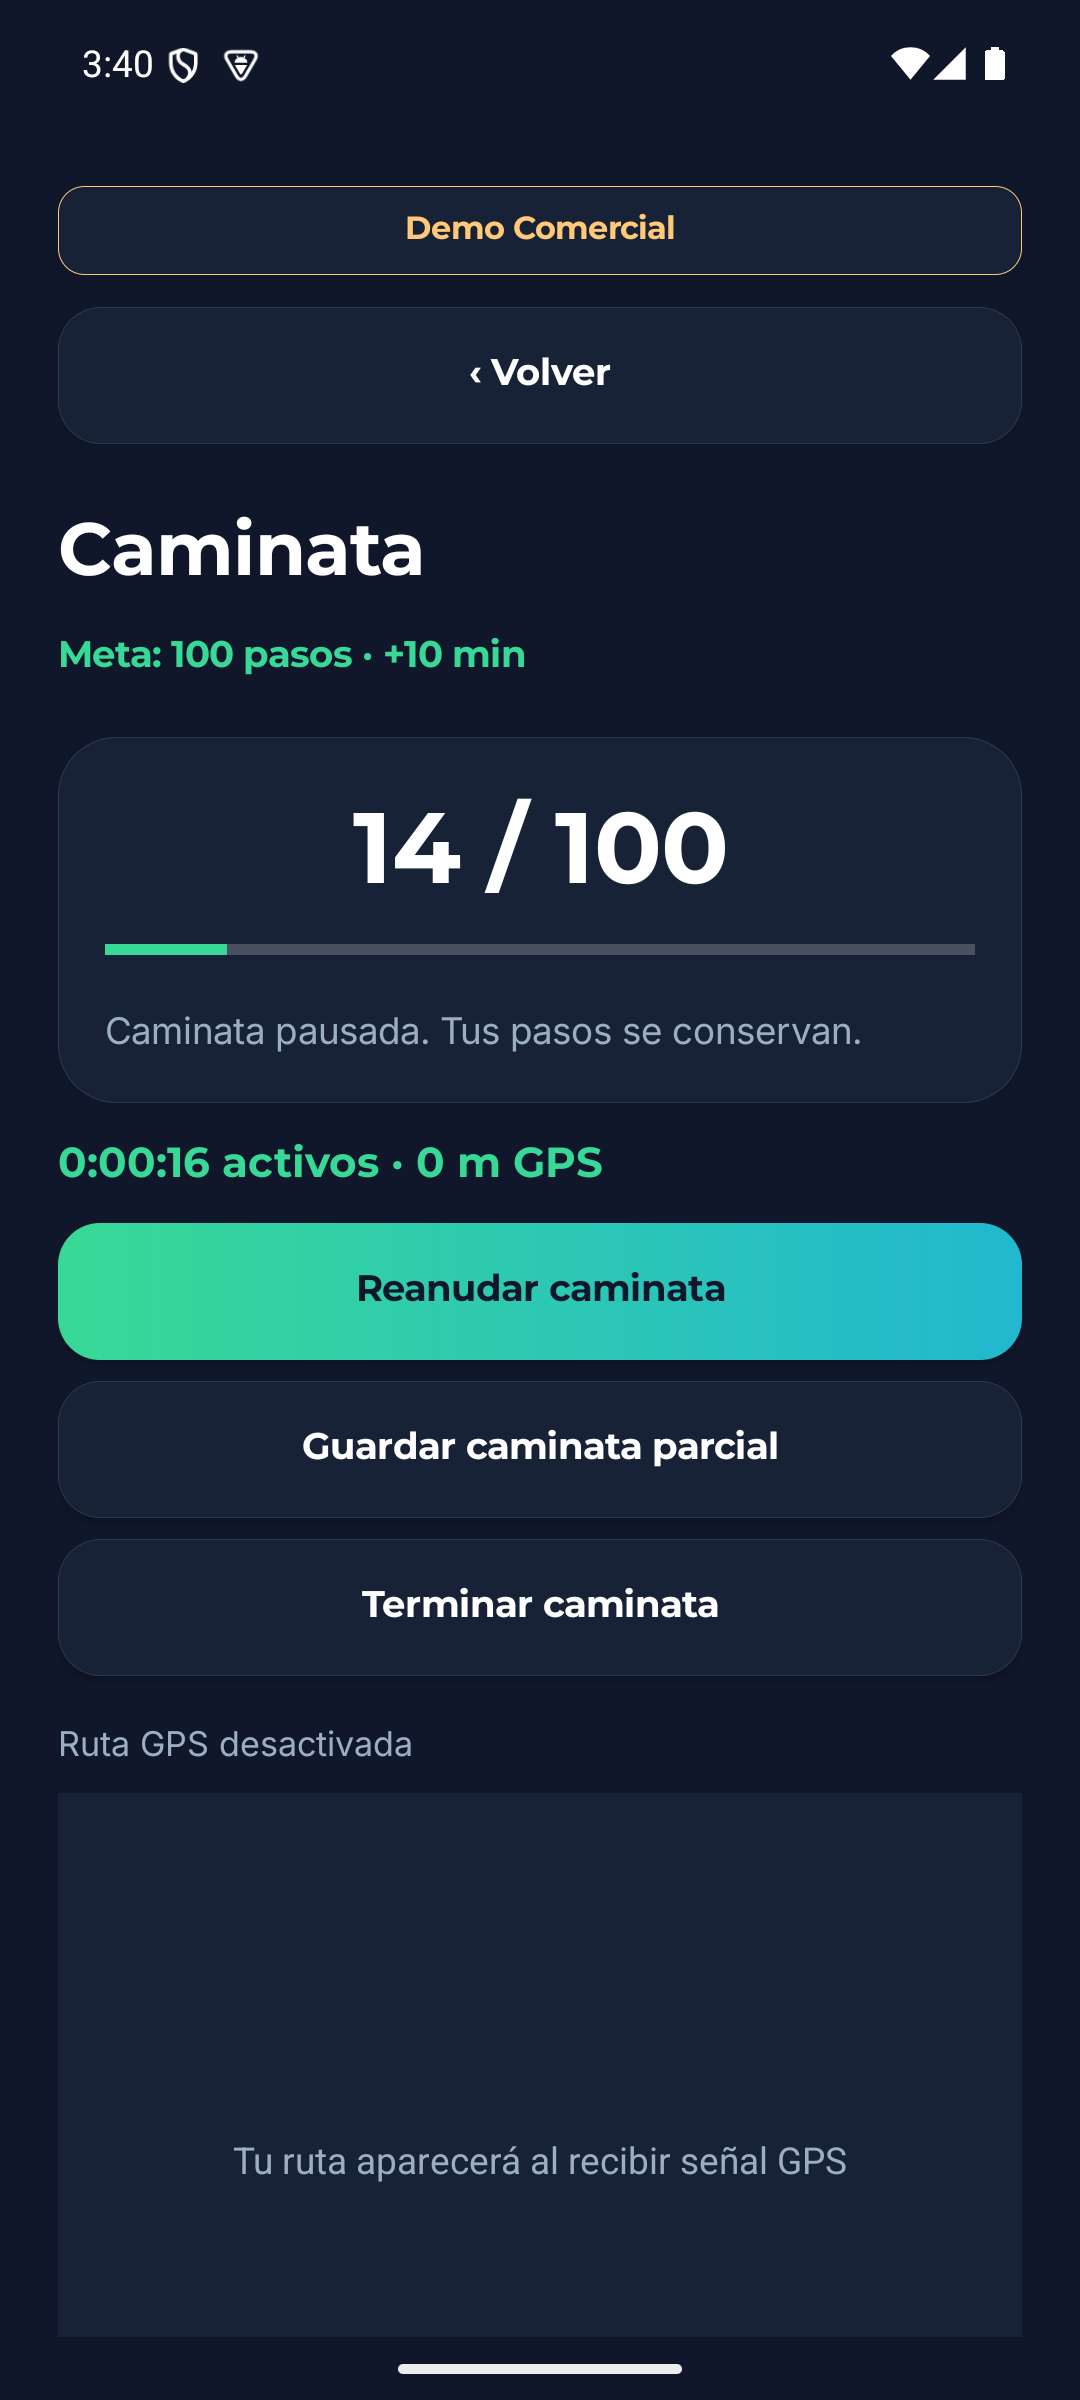 3:40
Demo Comercial
‹ Volver
Caminata
Meta: 100 pasos · +10 min
14 / 100
Caminata pausada. Tus pasos se conservan.
0:00:16 activos · 0 m GPS
Reanudar caminata
Guardar caminata parcial
Terminar caminata
Ruta GPS desactivada
Tu ruta aparecerá al recibir señal GPS